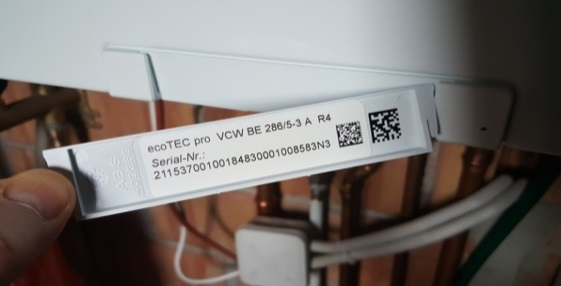 ecoTEC pro VCW BE 286/5-3 A R4
Serial-Nr.:
21153700100184830001008583N3